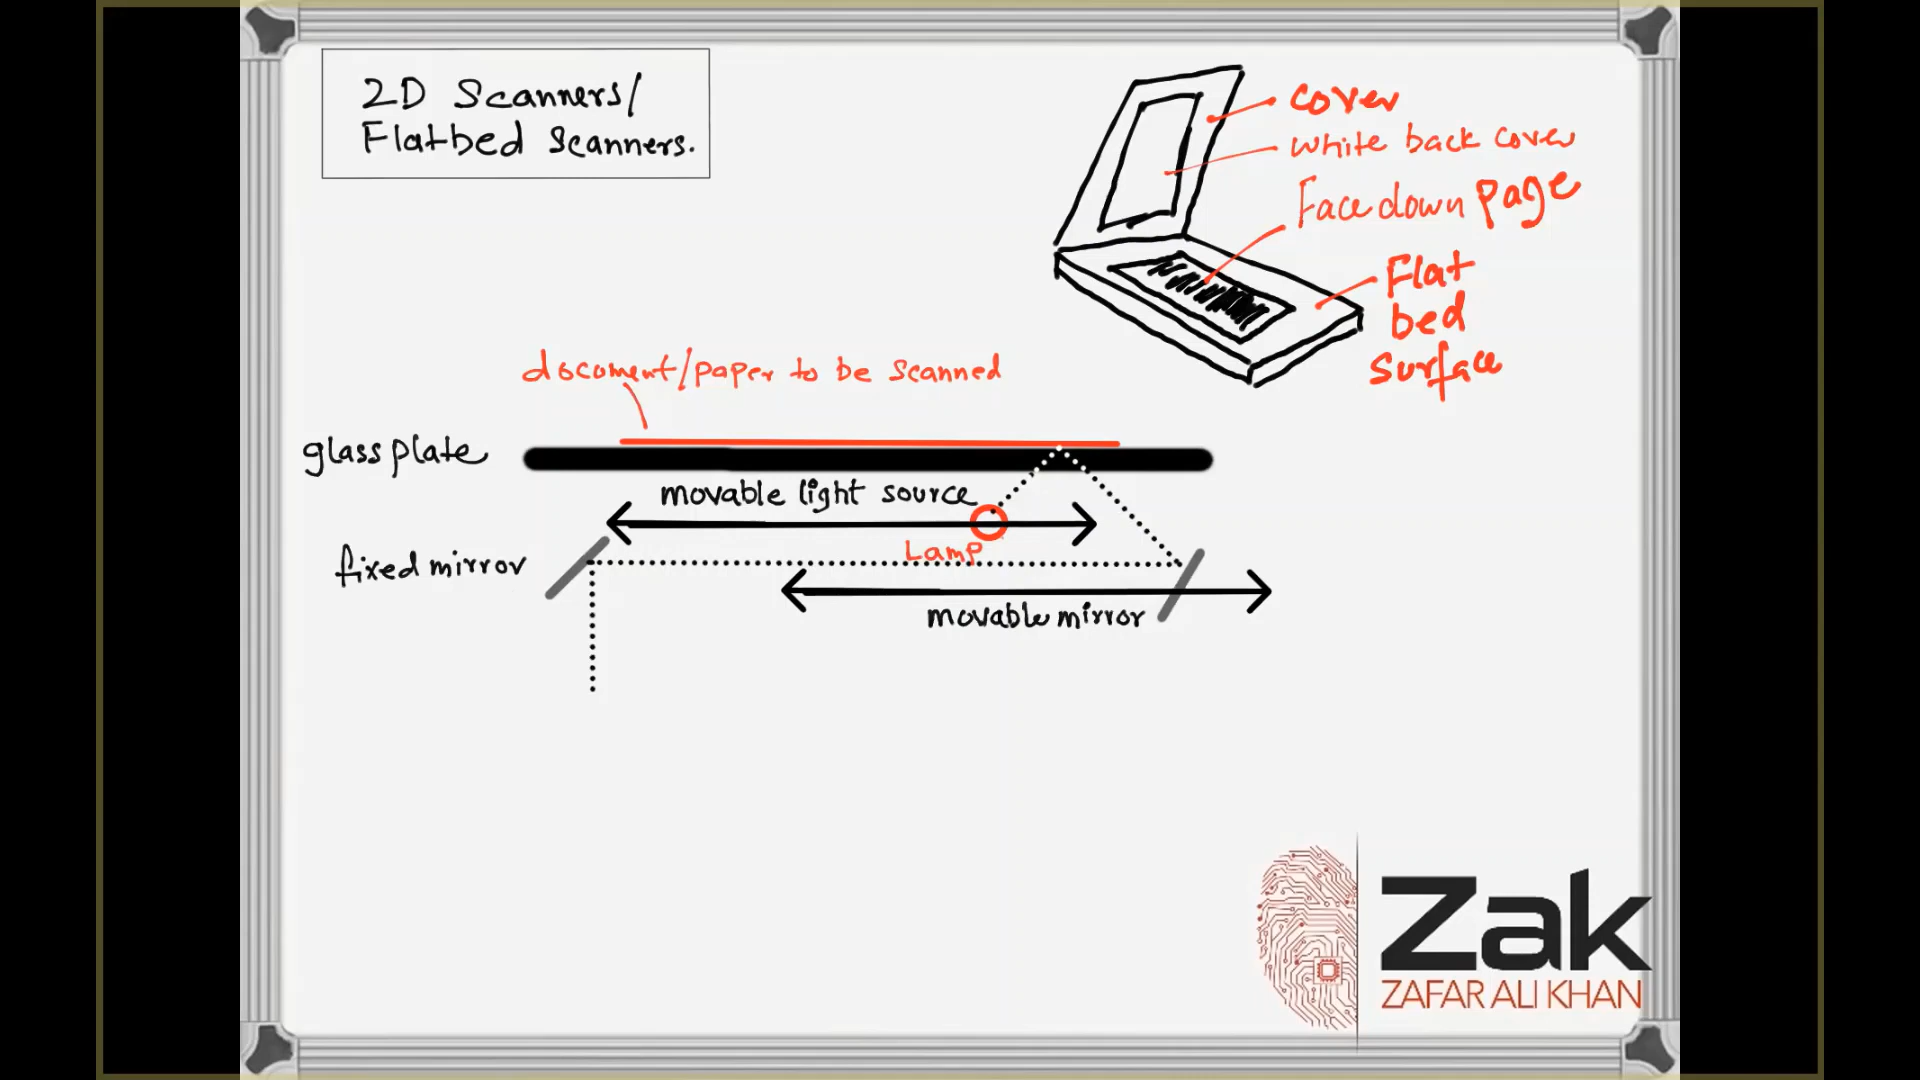 2D Scanners/
Flatbed Scanners.
cover
white back cover
Face down page
Flat
bed
surface
document/paper to be scanned
glass plate
movable light source
Lamp
fixed mirror
movable mirror
Zak
ZAFAR ALI KHAN